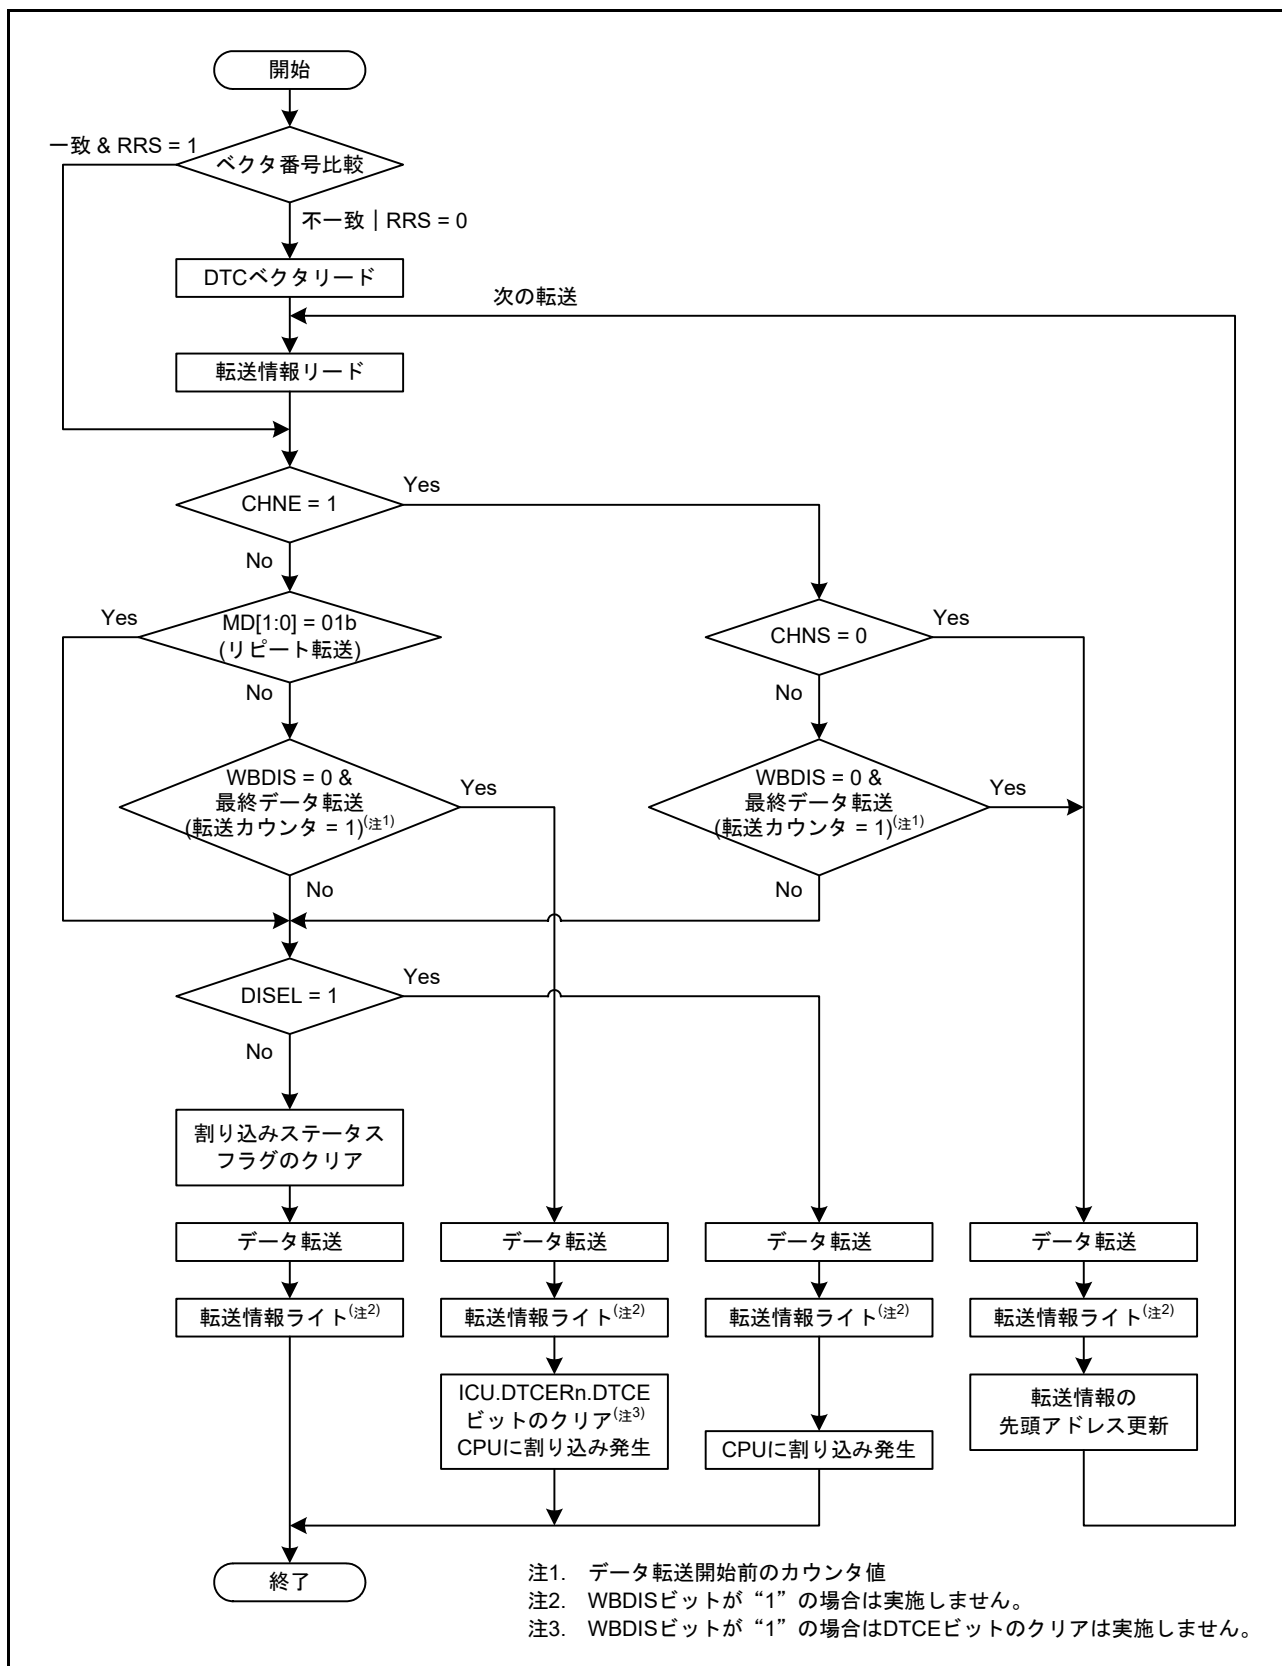 開始
一致 & RRS = 1
ベクタ番号比較
不一致 | RRS = 0
DTCベクタリード
次の転送
転送情報リード
CHNE = 1
Yes
No
Yes
MD[1:0] = 01b
(リピート転送)
No
CHNS = 0
Yes
No
WBDIS = 0 &
最終データ転送
(転送カウンタ = 1)(注1)
Yes
No
WBDIS = 0 &
最終データ転送
(転送カウンタ = 1)(注1)
Yes
No
DISEL = 1
Yes
No
割り込みステータス
フラグのクリア
データ転送
データ転送
データ転送
データ転送
転送情報ライト(注2)
転送情報ライト(注2)
転送情報ライト(注2)
転送情報ライト(注2)
ICU.DTCERn.DTCE
ビットのクリア(注3)
CPUに割り込み発生
CPUに割り込み発生
転送情報の
先頭アドレス更新
終了
注1. データ転送開始前のカウンタ値
注2. WBDISビットが“1”の場合は実施しません。
注3. WBDISビットが“1”の場合はDTCEビットのクリアは実施しません。